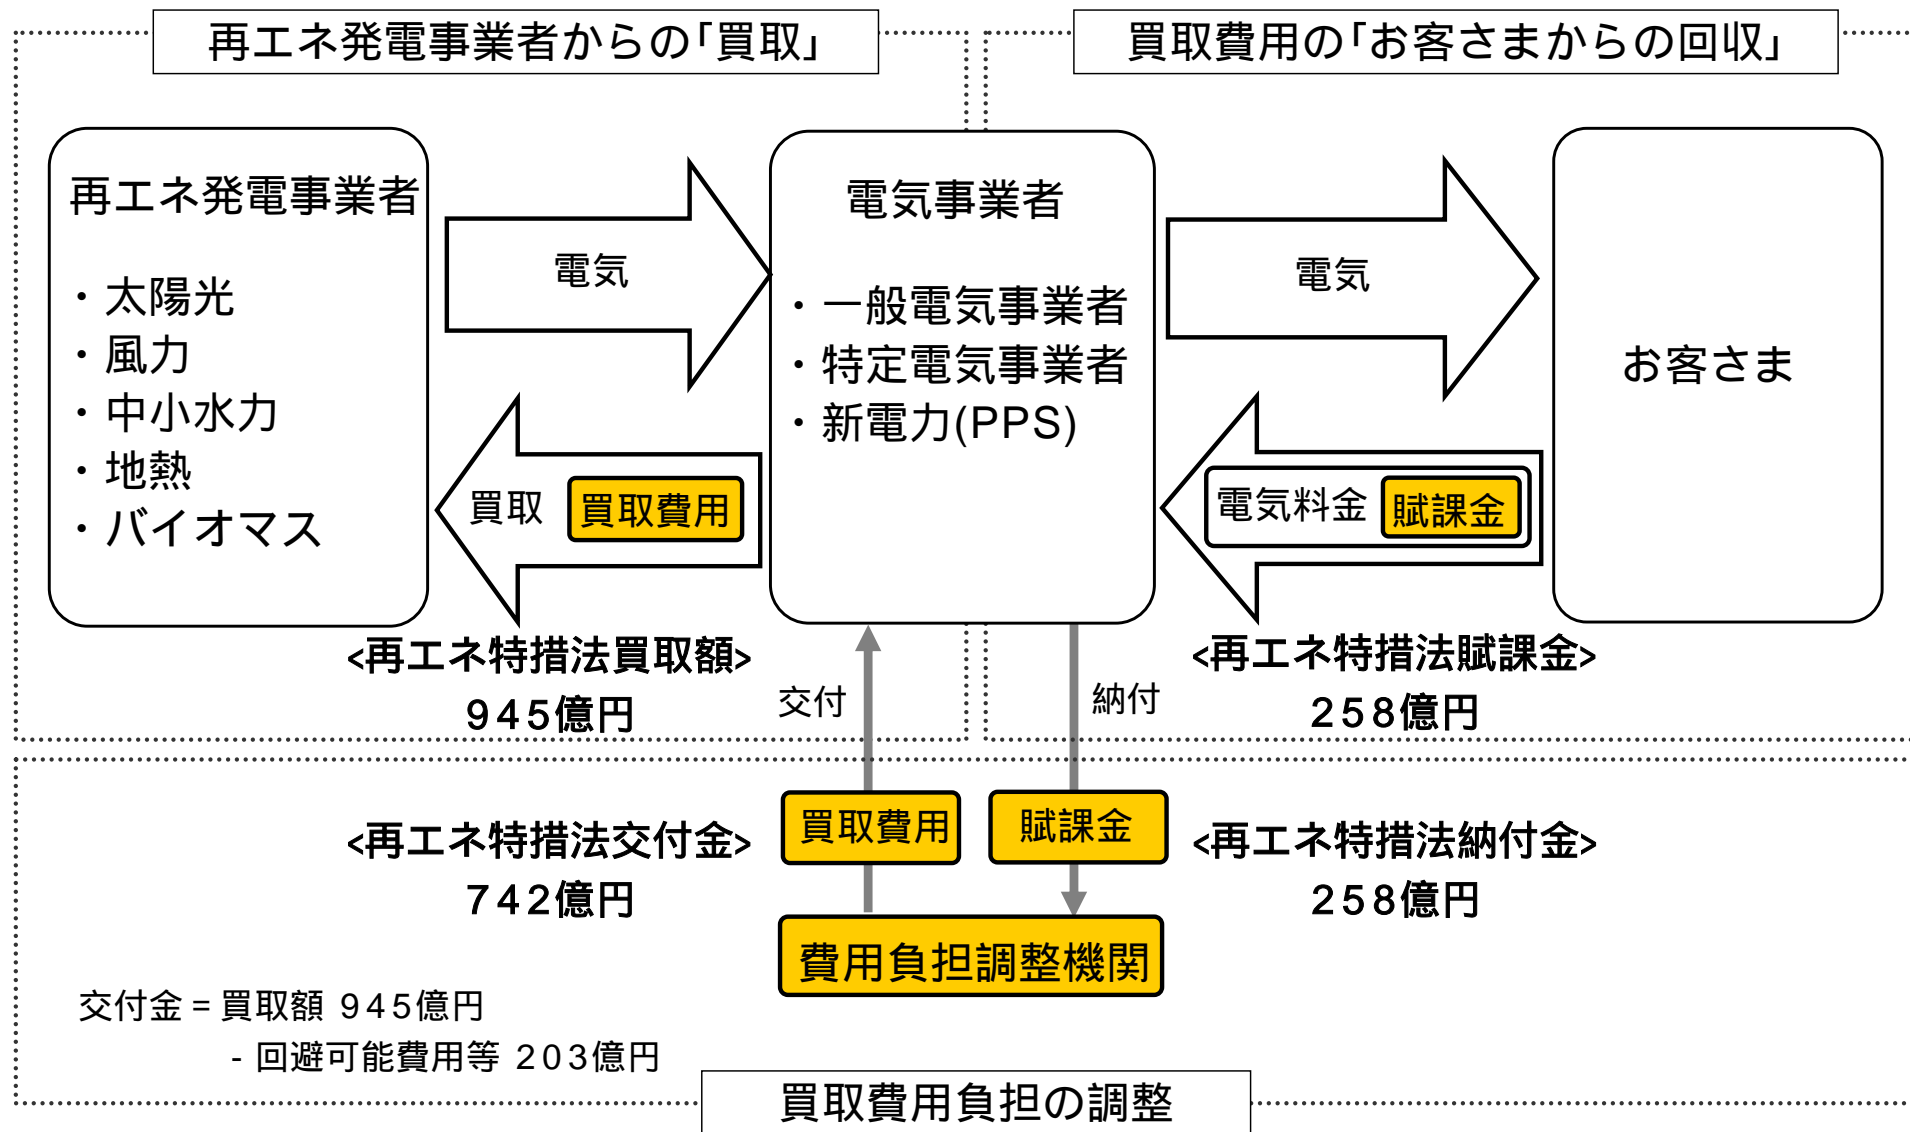 再エネ発電事業者からの「買取」
買取費用の「お客さまからの回収」
再エネ発電事業者
・太陽光
・風力
・中小水力
・地熱
・バイオマス
電気
買取 買取費用
電気事業者
・一般電気事業者
・特定電気事業者
・新電力(PPS)
電気
電気料金 賦課金
お客さま
<再エネ特措法買取額>
945億円
交付
納付
<再エネ特措法賦課金>
258億円
<再エネ特措法交付金>
742億円
買取費用
賦課金
<再エネ特措法納付金>
258億円
費用負担調整機関
交付金=買取額 945億円
- 回避可能費用等 203億円
買取費用負担の調整